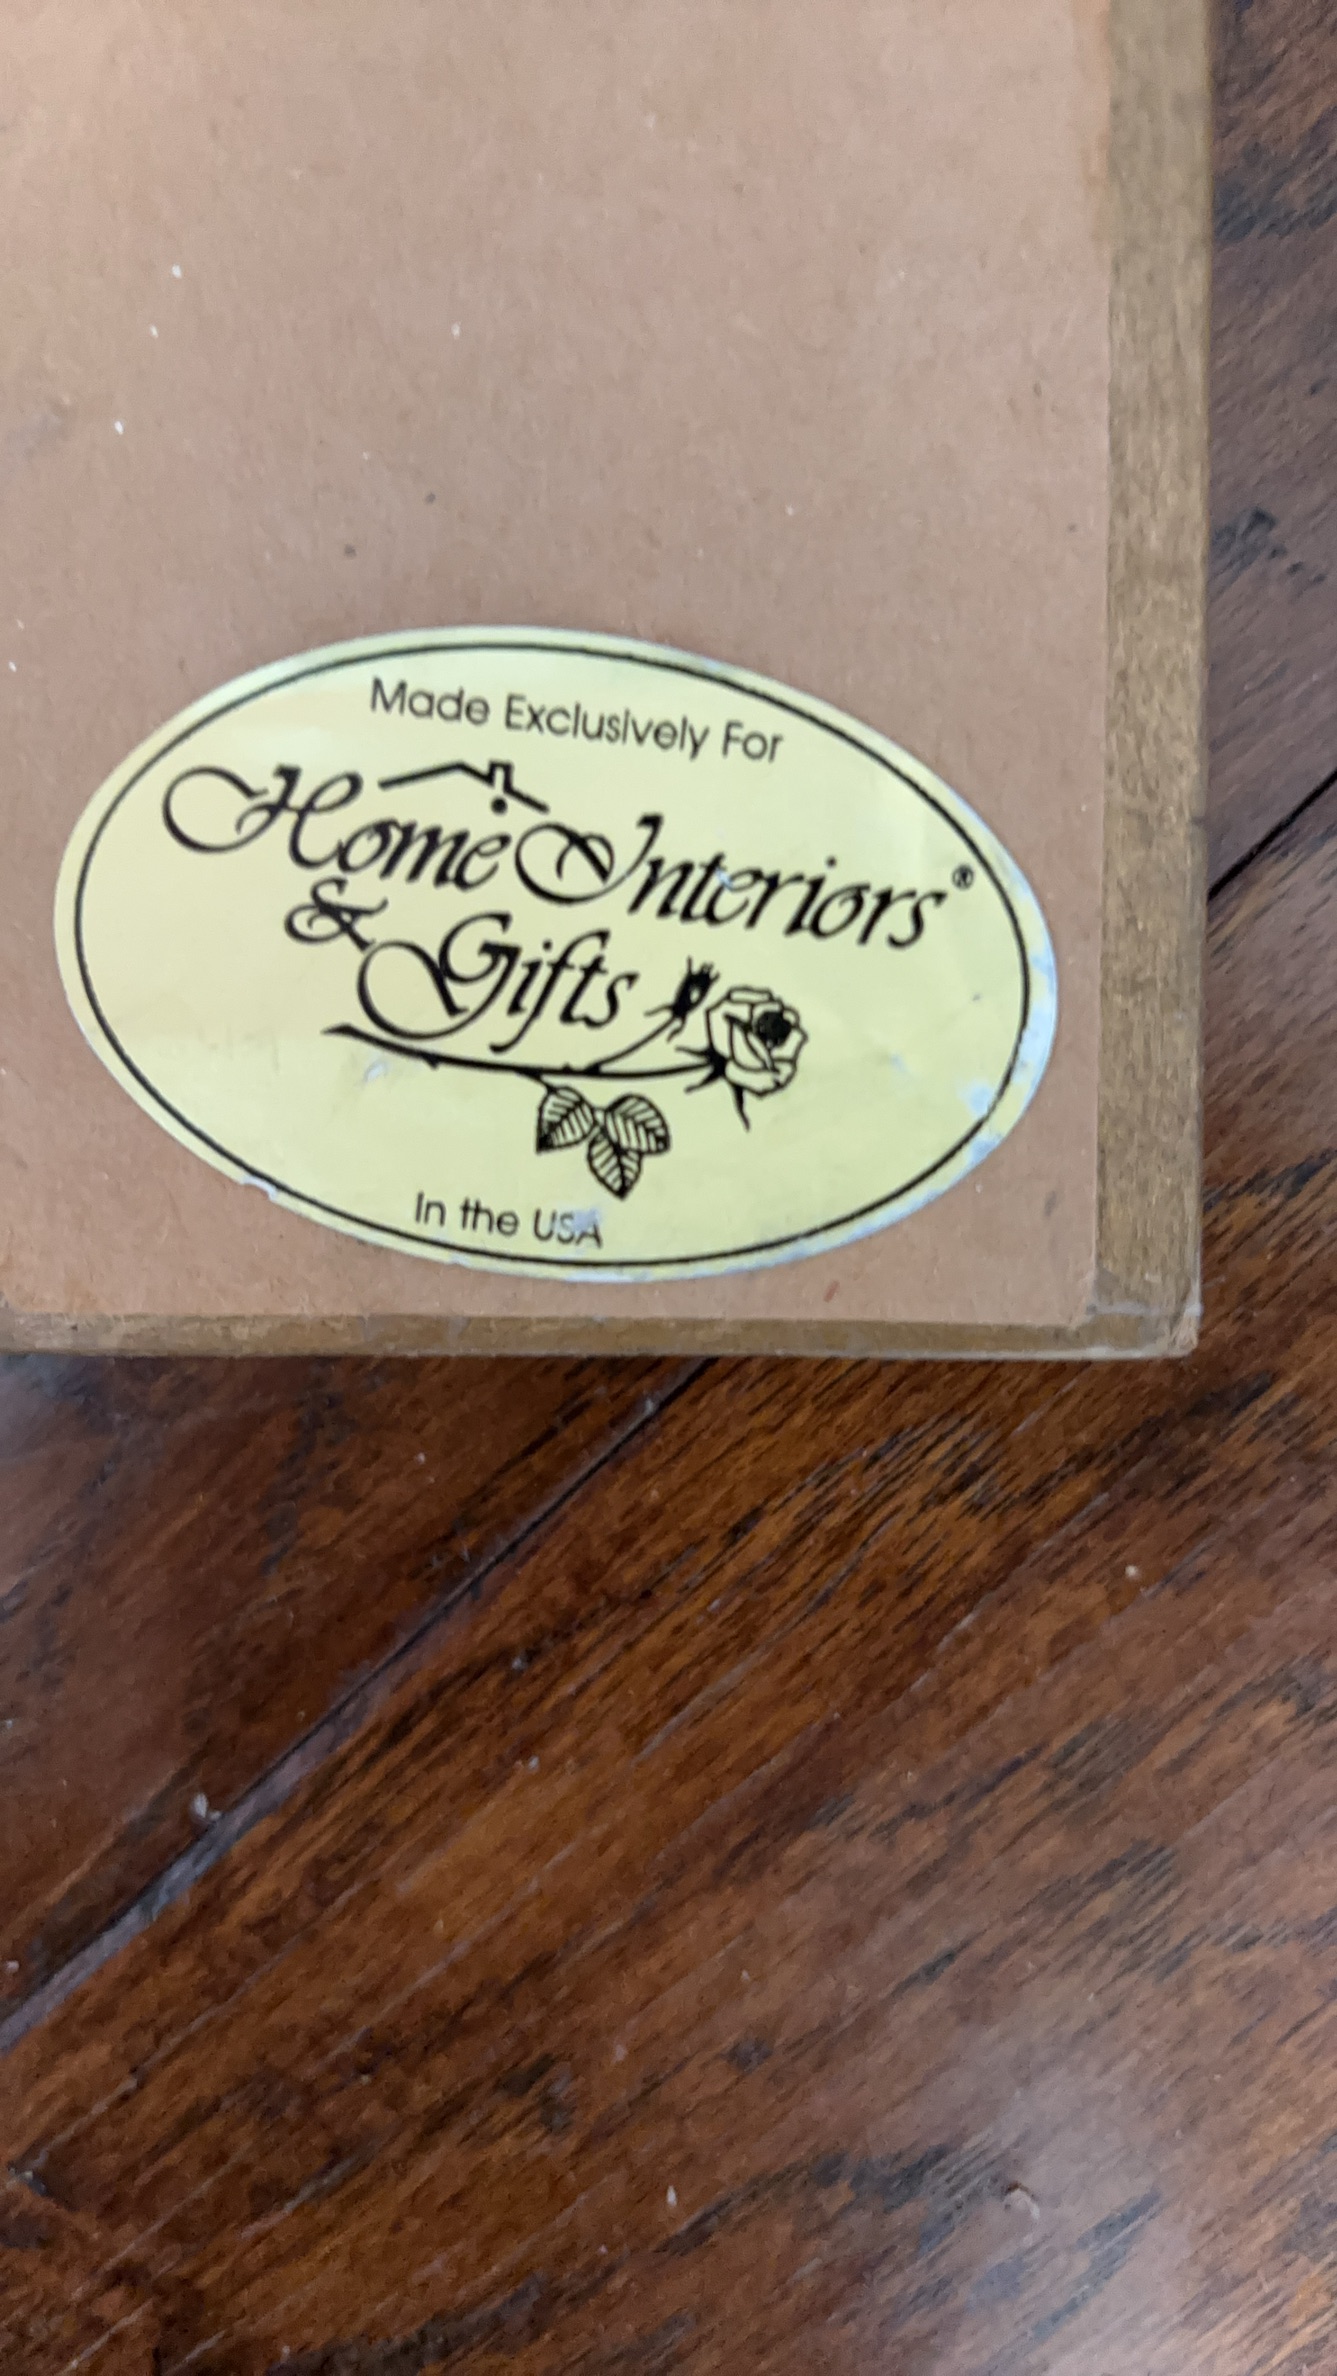 Made Exclusively For
Home Interiors®
& Gifts
In the USA